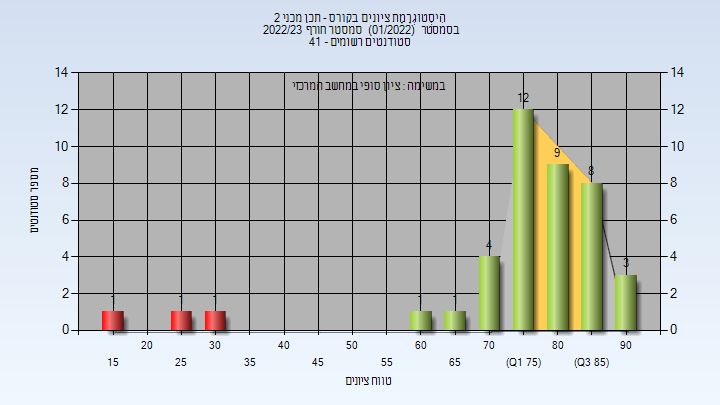 היסטוגרמת ציונים בקורס - תכן מכני 2
בסמסטר (01/2022) סמסטר חורף 2022/23
סטודנטים רשומים - 41
במשימה : ציון סופי במחשב המרכזי
14 14
12 12
10 10
8 8
6 6
4 4
2 2
0 0
1 1 1 1 1 4 12 9 8 3
מספר סטודנטים
20 30 40 50 60 70 80 90
15 25 35 45 55 65 (Q1 75) (Q3 85)
טווח ציונים